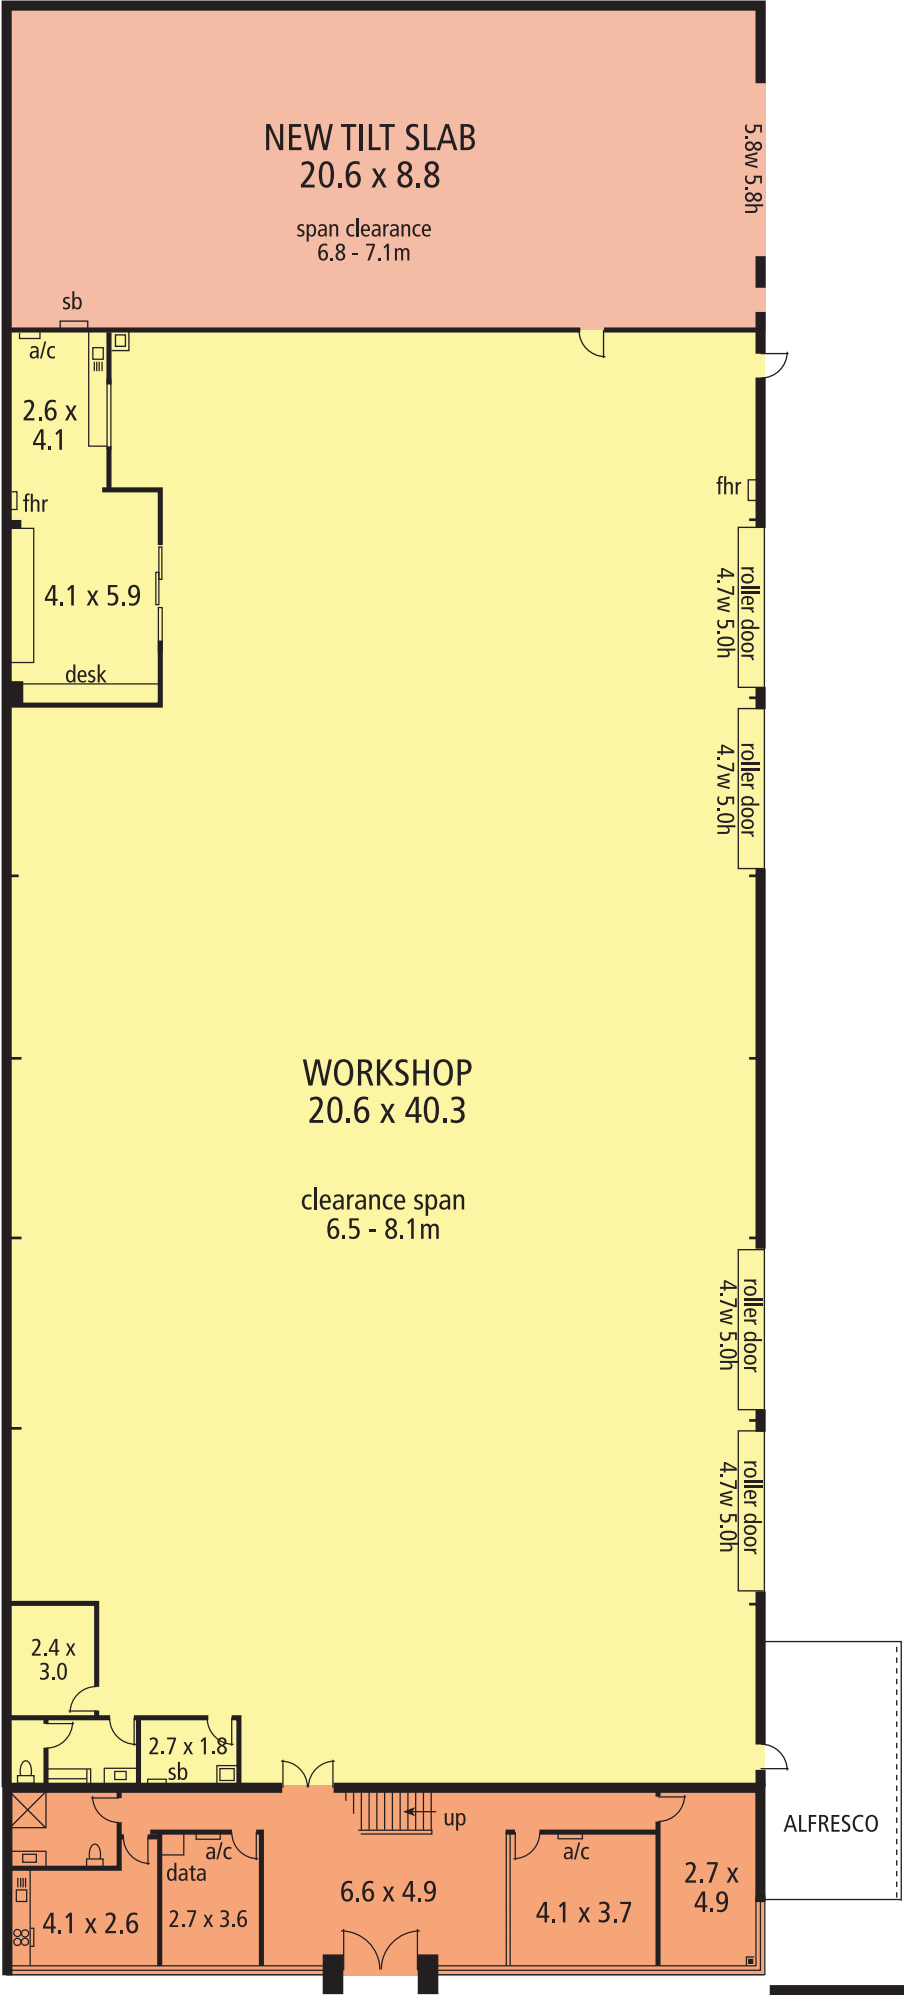 NEW TILT SLAB
20.6 x 8.8
span clearance
6.8 - 7.1m
5.8w 5.8h
sb
a/c
2.6 x
4.1
fhr
fhr
4.1 x 5.9
desk
roller door
4.7w 5.0h
roller door
4.7w 5.0h
WORKSHOP
20.6 x 40.3
clearance span
6.5 - 8.1m
roller door
4.7w 5.0h
roller door
4.7w 5.0h
2.4 x
3.0
2.7 x 1.8
sb
up
ALFRESCO
a/c
data
2.7 x 3.6
4.1 x 2.6
6.6 x 4.9
a/c
4.1 x 3.7
2.7 x
4.9